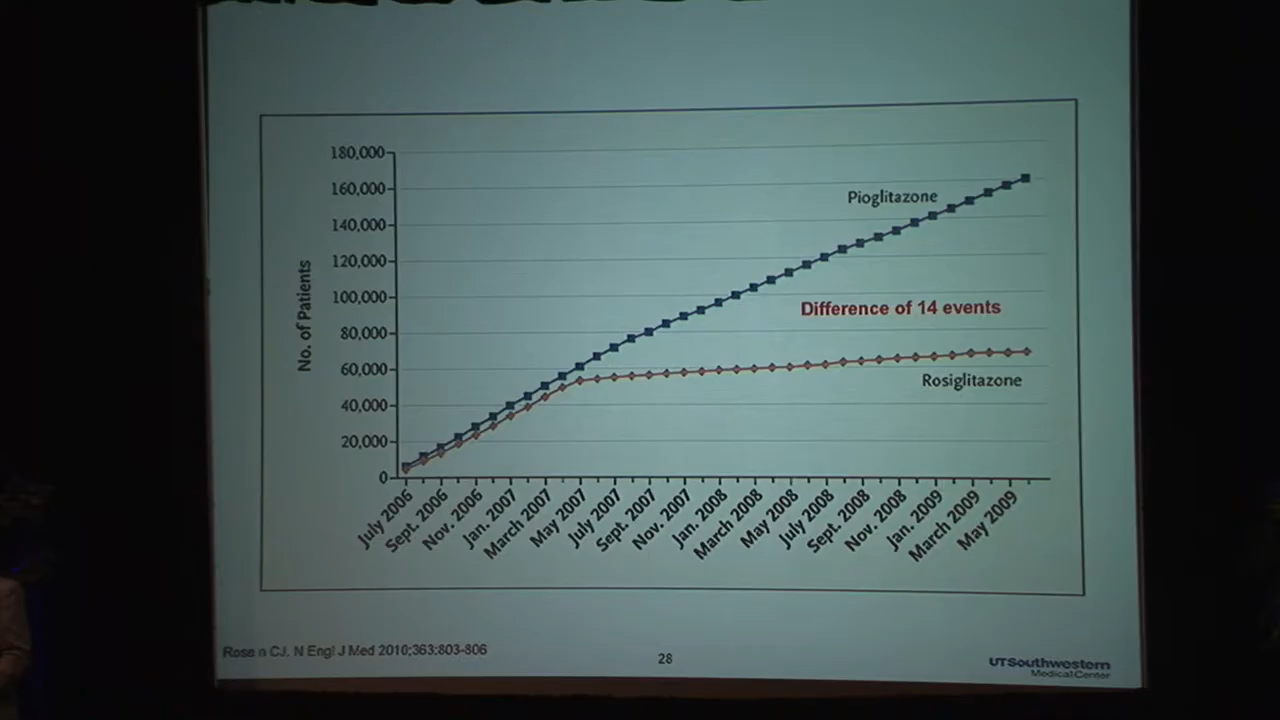 180,000
160,000
140,000
120,000
100,000
80,000
60,000
40,000
20,000
0
No. of Patients
Pioglitazone
Difference of 14 events
Rosiglitazone
July 2006
Sept. 2006
Nov. 2006
Jan. 2007
March 2007
May 2007
July 2007
Sept. 2007
Nov. 2007
Jan. 2008
March 2008
May 2008
July 2008
Sept. 2008
Nov. 2008
Jan. 2009
March 2009
May 2009
Rosen CJ. N Engl J Med 2010;363:803-806
28
UTSouthwestern
Medical Center